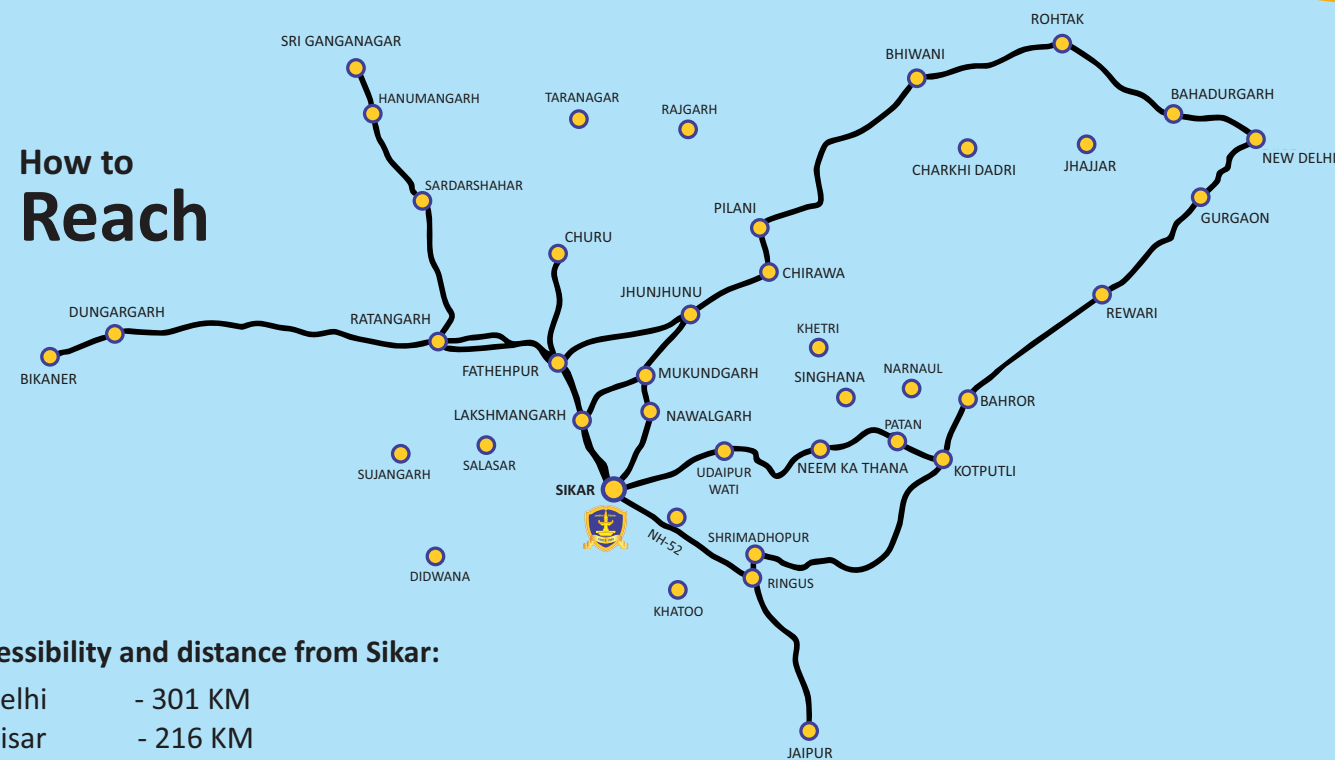 ROHTAK
SRI GANGANAGAR
BHIWANI
HANUMANGARH
TARANAGAR
RAJGARH
BAHADURGARH
How to
Reach
CHARKHI DADRI
JHAJJAR
NEW DELHI
SARDARSHAHAR
PILANI
GURGAON
CHURU
CHIRAWA
JHUNJHUNU
DUNGARGARH
RATANGARH
REWARI
KHETRI
BIKANER
FATHEHPUR
MUKUNDGARH
SINGHANA
NARNAUL
BAHROR
LAKSHMANGARH
NAWALGARH
PATAN
SUJANGARH
SALASAR
UDAIPUR
WATI
NEEM KA THANA
KOTPUTLI
SIKAR
NH-52
SHRIMADHOPUR
DIDWANA
RINGUS
KHATOO
essibility and distance from Sikar:
elhi - 301 KM
isar - 216 KM
JAIPUR